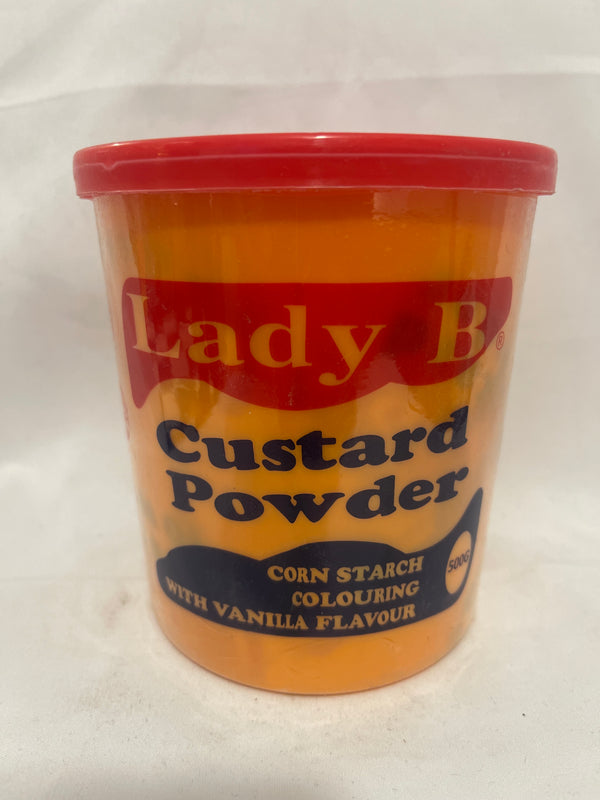 Lady B®
Custard
Powder
CORN STARCH
COLOURING
WITH VANILLA FLAVOUR
500G